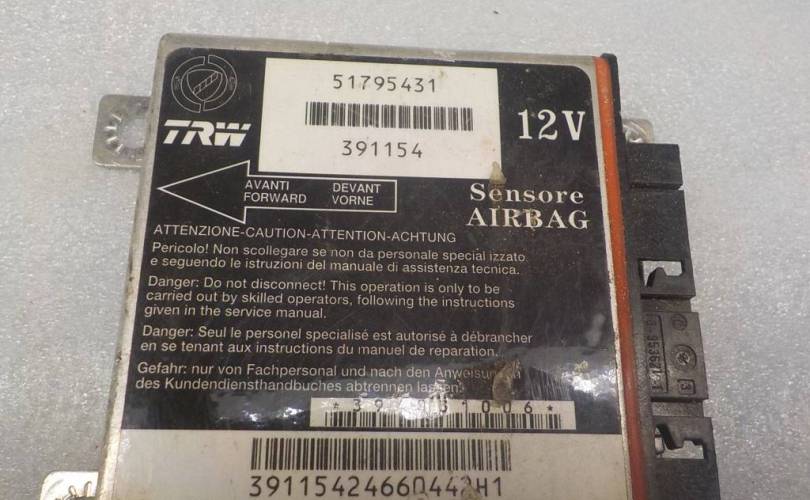 51795431
391154
TRW
12V
AVANTI DEVANT
FORWARD VORNE
Sensore
AIRBAG
ATTENZIONE-CAUTION-ATTENTION-ACHTUNG
Pericolo! Non scollegare se non da personale specializzato
e seguendo le istruzioni del manuale di assistenza tecnica.
Danger: Do not disconnect! This operation is only to be
carried out by skilled operators, following the instructions
given in the service manual.
Danger: Seul le personel specialisé est autorisé à débrancher
en se tenant aux instructions du manuel de reparation.
Gefahr: nur von Fachpersonal und nach den
des Kundendiensthandbuches abtrennen lassen.